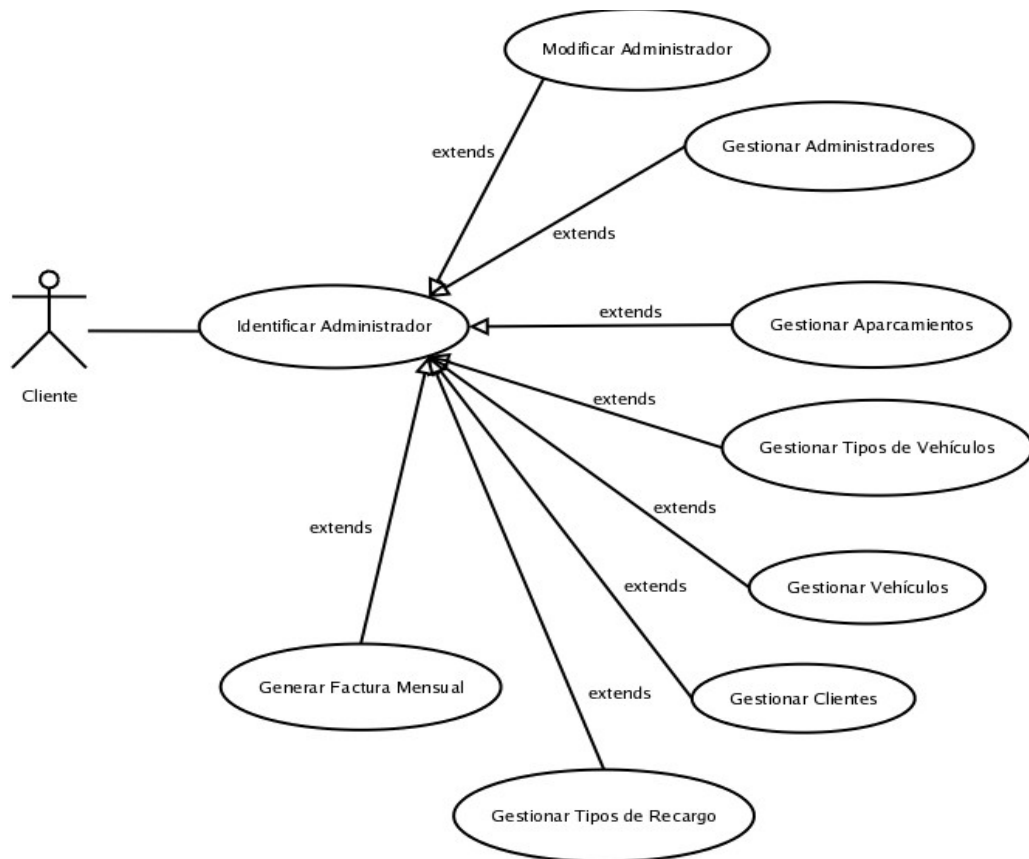 Modificar Administrador
extends
Gestionar Administradores
extends
Identificar Administrador
extends
Gestionar Aparcamientos
Cliente
extends
Gestionar Tipos de Vehículos
extends
extends
Gestionar Vehículos
extends
Generar Factura Mensual
extends
Gestionar Clientes
Gestionar Tipos de Recargo